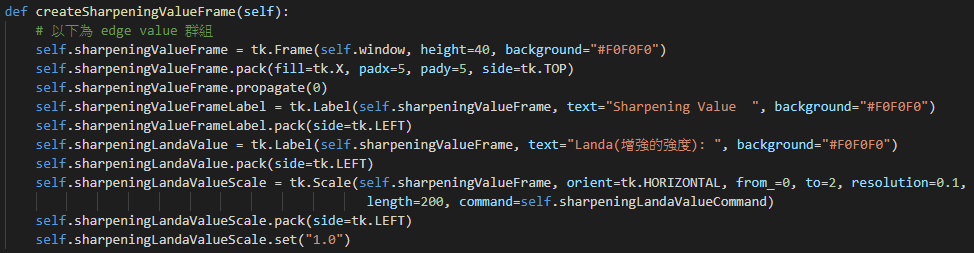 def createSharpeningValueFrame(self):
    # 以下為 edge value 群組
    self.sharpeningValueFrame = tk.Frame(self.window, height=40, background="#F0F0F0")
    self.sharpeningValueFrame.pack(fill=tk.X, padx=5, pady=5, side=tk.TOP)
    self.sharpeningValueFrame.propagate(0)
    self.sharpeningValueFrameLabel = tk.Label(self.sharpeningValueFrame, text="Sharpening Value  ", background="#F0F0F0")
    self.sharpeningValueFrameLabel.pack(side=tk.LEFT)
    self.sharpeningLandaValue = tk.Label(self.sharpeningValueFrame, text="Landa(增強的強度): ", background="#F0F0F0")
    self.sharpeningLandaValue.pack(side=tk.LEFT)
    self.sharpeningLandaValueScale = tk.Scale(self.sharpeningValueFrame, orient=tk.HORIZONTAL, from_=0, to=2, resolution=0.1,
                                              length=200, command=self.sharpeningLandaValueCommand)
    self.sharpeningLandaValueScale.pack(side=tk.LEFT)
    self.sharpeningLandaValueScale.set("1.0")